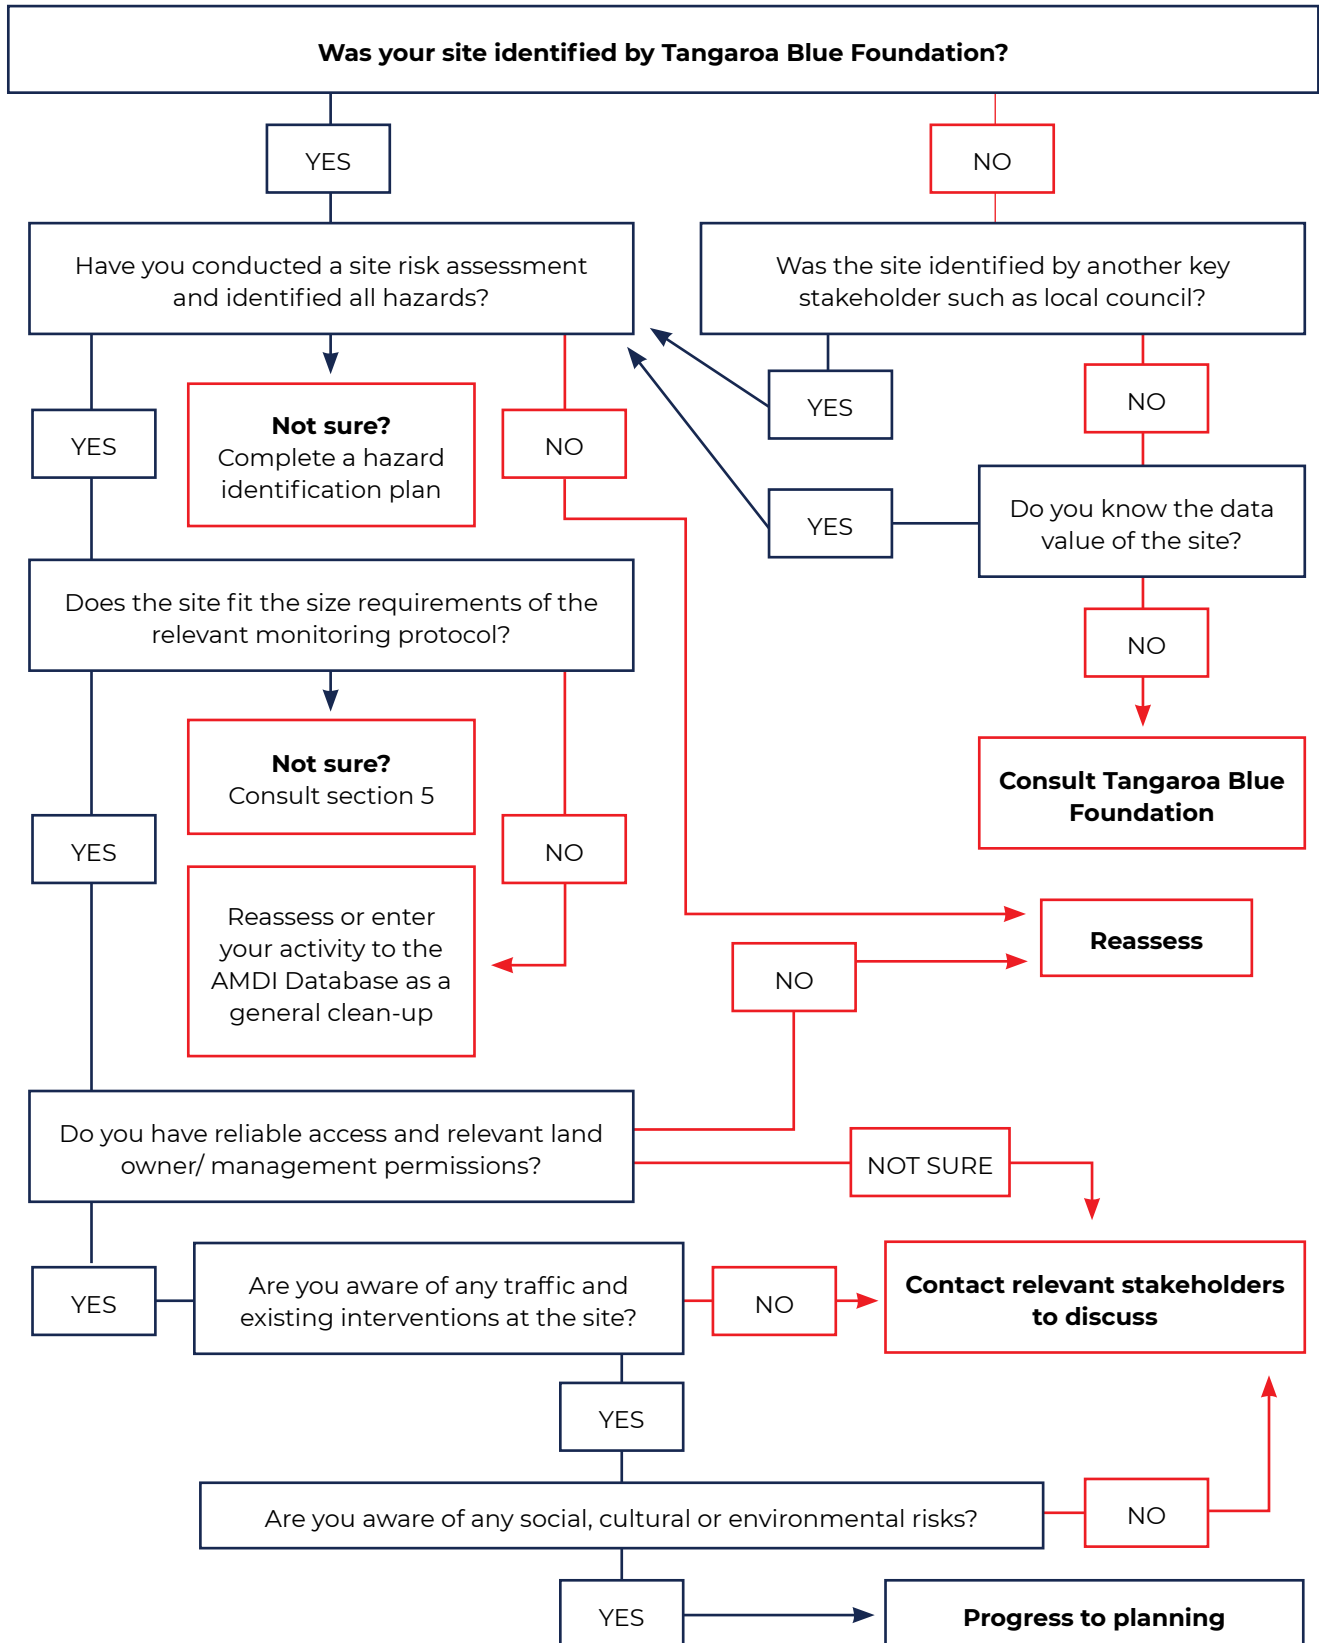 Was your site identified by Tangaroa Blue Foundation?
YES
NO
Have you conducted a site risk assessment
and identified all hazards?
Was the site identified by another key
stakeholder such as local council?
YES
Not sure?
Complete a hazard
identification plan
NO
YES
NO
YES
Do you know the data
value of the site?
Does the site fit the size requirements of the
relevant monitoring protocol?
NO
YES
Not sure?
Consult section 5
NO
Consult Tangaroa Blue
Foundation
Reassess or enter
your activity to the
AMDI Database as a
general clean-up
NO
Reassess
Do you have reliable access and relevant land
owner/ management permissions?
NOT SURE
YES
Are you aware of any traffic and
existing interventions at the site?
NO
Contact relevant stakeholders
to discuss
YES
Are you aware of any social, cultural or environmental risks?
NO
YES
Progress to planning